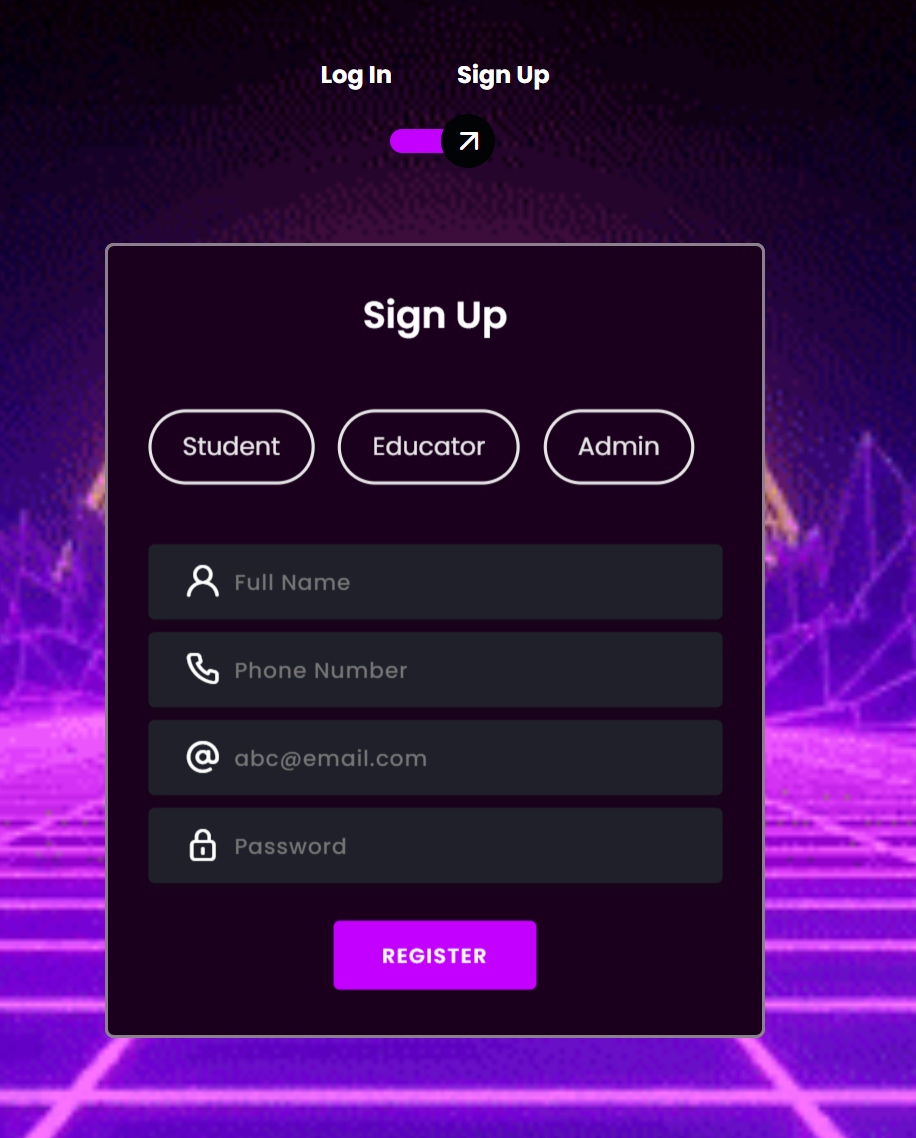 Log In Sign Up
Sign Up
Student Educator Admin
Full Name
Phone Number
abc@email.com
Password
REGISTER